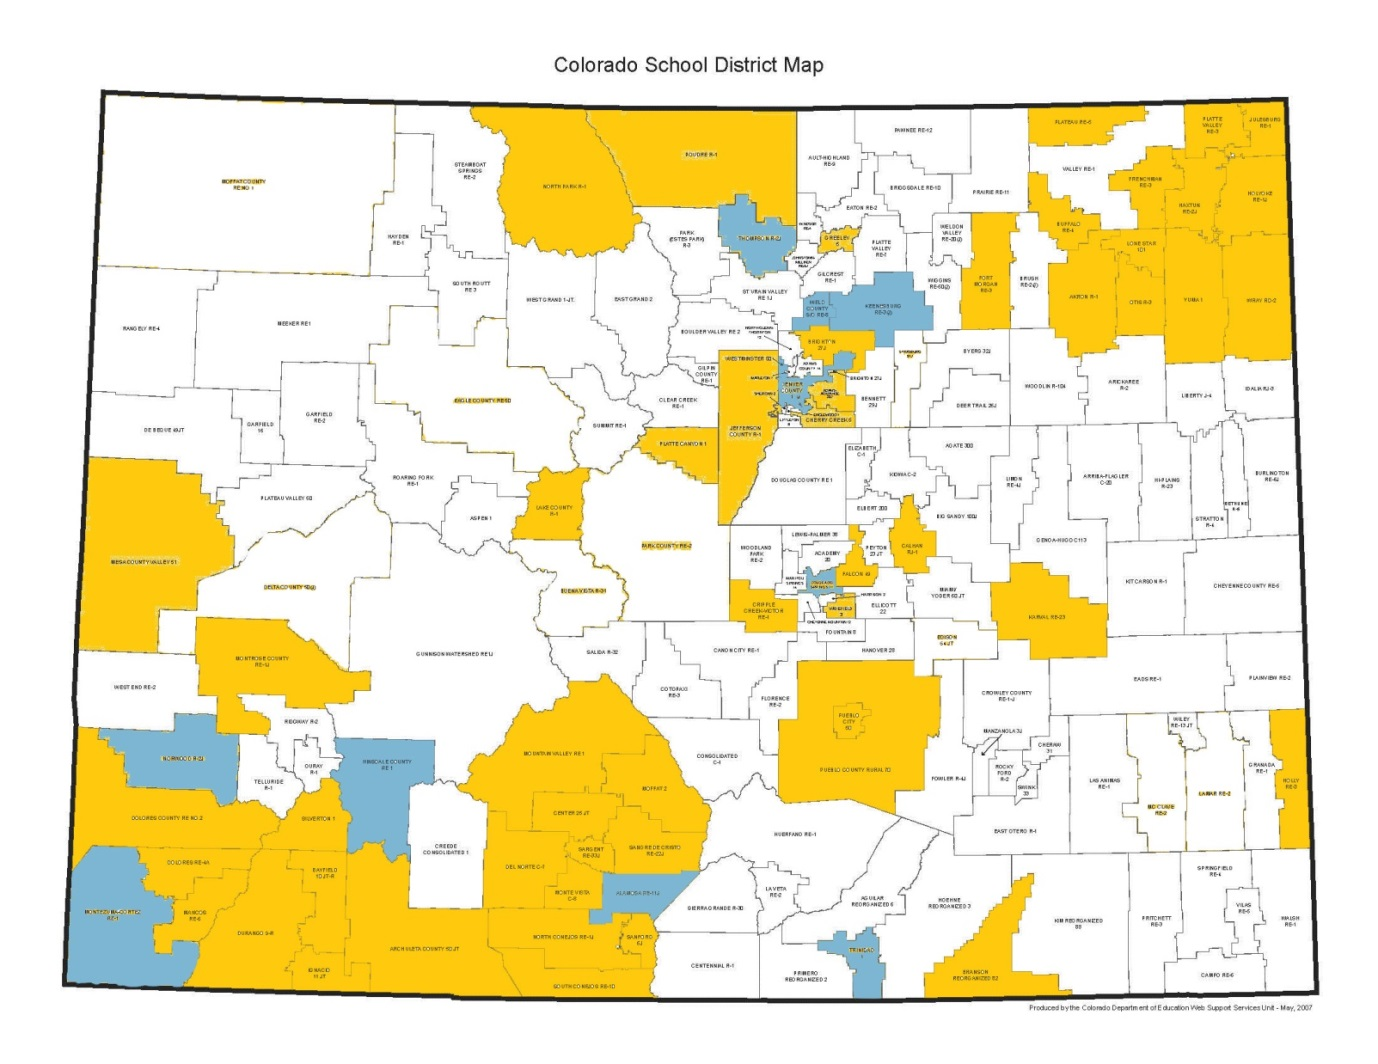 Colorado School District Map
PAWNEE RE-12
PLATEAU RE-5
PLATTE
VALLEY
RE-3
JULESBURG
RE-1
STEAMBOAT
SPRINGS
RE-2
NORTH PARK R-1
POUDRE R-1
AULT-HIGHLAND
RE-9
VALLEY RE-1
MOFFAT COUNTY
RE:NO 1
BRIGGSDALE RE-10
PRAIRIE RE-11
FRENCHMAN
RE-3
HAXTUN
RE-2J
HOLYOKE
RE-1J
HAYDEN
RE-1
PARK
(ESTES PARK)
R-3
THOMPSON R-2J
EATON RE-2
GREELEY
6
PLATTE
VALLEY
RE-7
WELDON
VALLEY
RE-20(J)
BUFFALO
RE-4
LONE STAR
101
SOUTH ROUTT
RE 3
WEST GRAND 1-JT.
EAST GRAND 2
ST VRAIN VALLEY
RE 1J
GILCREST
RE-1
WIGGINS
RE-50(J)
FORT
MORGAN
RE-3
BRUSH
RE-2(J)
AKRON R-1
OTIS R-3
YUMA-1
WRAY RD-2
RANGELY RE-4
MEEKER RE1
BOULDER VALLEY RE 2
WELD
COUNTY
S/D RE-8
KEENESBURG
RE-3(J)
BRIGHTON
27J
BYERS 32J
WESTMINSTER 50
GILPIN
COUNTY
RE-1
DENVER
COUNTY
1
BRIGHTON 27J
BENNETT
29J
DEER TRAIL 26J
WOODLIN R-104
ARICKAREE
R-2
LIBERTY J-4
IDALIA RJ-3
DE BEQUE 49JT
GARFIELD
16
GARFIELD
RE-2
EAGLE COUNTY RE50
SUMMIT RE-1
CLEAR CREEK
RE-1
JEFFERSON
COUNTY R-1
CHERRY CREEK 5
PLATTE CANYON 1
ROARING FORK
RE-1
PLATEAU VALLEY 50
ASPEN 1
LAKE COUNTY
R-1
DOUGLAS COUNTY RE 1
ELIZABETH
C-1
KIOWA C-2
AGATE 300
LIMON
RE-4J
ARRIBA-FLAGLER
C-20
HI-PLAINS
R-23
STRATTON
R-4
BETHUNE
R-5
BURLINGTON
RE-6J
ELBERT 200
BIG SANDY 100J
MESA COUNTY VALLEY 51
DELTA COUNTY 50(J)
BUENA VISTA R-31
PARK COUNTY RE-2
WOODLAND
PARK
RE-2
LEWIS-PALMER 38
ACADEMY
20
PEYTON
23 JT
CALHAN
RJ-1
GENOA-HUGO C113
KIT CARSON R-1
CHEYENNE COUNTY RE-5
FALCON 49
ELLICOTT
22
MIAMI/
YODER 60 JT
KARVAL RE-23
CRIPPLE
CREEK-VICTOR
RE-1
HARRISON 2
FOUNTAIN 8
HANOVER 28
EDISON
54 JT
WEST END RE-2
MONTROSE COUNTY
RE-1J
GUNNISON WATERSHED RE1J
SALIDA R-32
CANON CITY RE-1
COTOPAXI
RE-3
FLORENCE
RE-2
CROWLEY COUNTY
RE-1-J
EADS RE-1
PLAINVIEW RE-2
RIDGWAY R-2
PUEBLO
CITY
60
PUEBLO COUNTY RURAL 70
MANZANOLA 3J
CHERAW
31
WILEY
RE-13 JT
NORWOOD R-2J
TELLURIDE
R-1
OURAY
R-1
HINSDALE COUNTY
RE 1
MOUNTAIN VALLEY RE 1
MOFFAT 2
CONSOLIDATED
C-1
FOWLER R-4J
ROCKY
FORD
R-2
SWINK
33
LAS ANIMAS
RE-1
MC CLAVE
RE-2
LAMAR RE-2
GRANADA
RE-1
HOLLY
RE-3
DOLORES COUNTY RE NO.2
SILVERTON 1
CENTER 26 JT
HUERFANO RE-1
EAST OTERO R-1
CREEDE
CONSOLIDATED 1
DEL NORTE C-7
SARGENT
RE-33J
SANGRE DE CRISTO
RE-22J
DOLORES RE-4A
BAYFIELD
10 JT-R
MONTE VISTA
C-8
ALAMOSA RE-11J
SIERRA GRANDE R-30
LA VETA
RE-2
AGUILAR
REORGANIZED 6
HOEHNE
REORGANIZED 3
SPRINGFIELD
RE-4
MONTEZUMA-CORTEZ
RE-1
MANCOS
RE-6
DURANGO 9-R
ARCHULETA COUNTY 50 JT
NORTH CONEJOS RE-1J
SANFORD
6J
KIM REORGANIZED
88
PRITCHETT
RE-3
VILAS
RE-5
WALSH
RE-1
IGNACIO
11 JT
SOUTH CONEJOS RE-10
CENTENNIAL R-1
PRIMERO
REORGANIZED 2
TRINIDAD
1
BRANSON
REORGANIZED 82
CAMPO RE-6
Produced by the Colorado Department of Education Web Support Services Unit - May, 2007